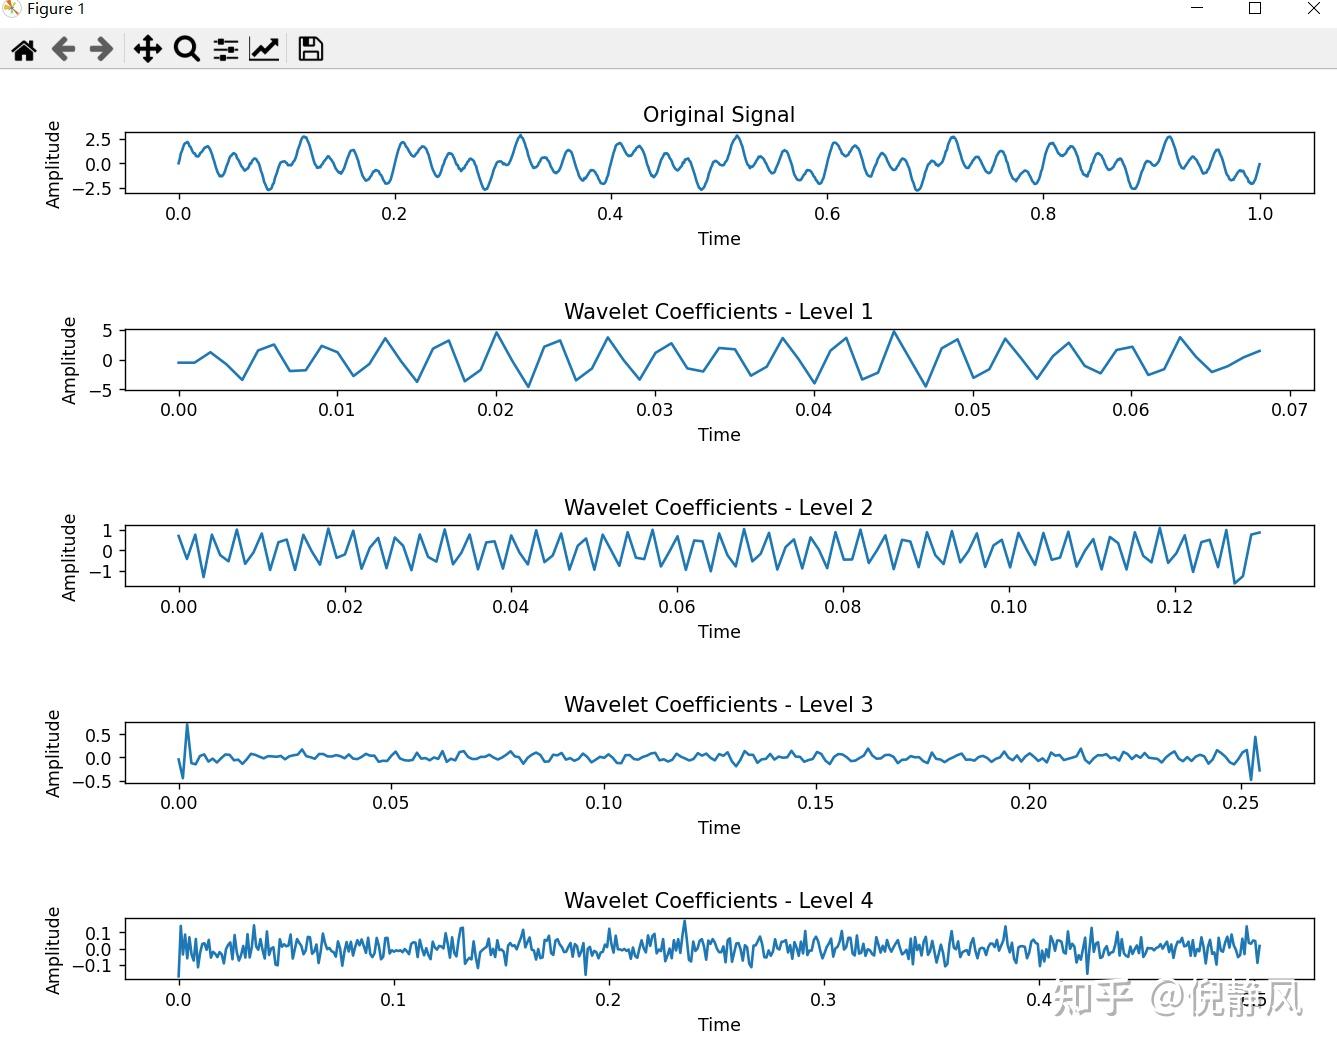 Figure 1
Original Signal
Amplitude
2.5
0.0
−2.5
0.0 0.2 0.4 0.6 0.8 1.0
Time
Wavelet Coefficients - Level 1
Amplitude
5
0
−5
0.00 0.01 0.02 0.03 0.04 0.05 0.06 0.07
Time
Wavelet Coefficients - Level 2
Amplitude
1
0
−1
0.00 0.02 0.04 0.06 0.08 0.10 0.12
Time
Wavelet Coefficients - Level 3
Amplitude
0.5
0.0
−0.5
0.00 0.05 0.10 0.15 0.20 0.25
Time
Wavelet Coefficients - Level 4
Amplitude
0.1
0.0
−0.1
0.0 0.1 0.2 0.3 0.4 0.5
Time
知乎 @倪静风